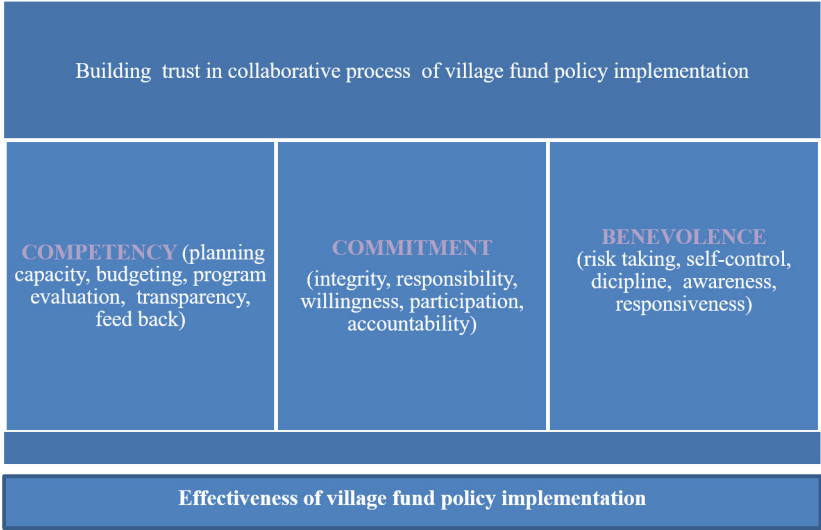 Building trust in collaborative process of village fund policy implementation
COMPETENCY (planning
capacity, budgeting, program
evaluation, transparency,
feed back)
COMMITMENT
(integrity, responsibility,
willingness, participation,
accountability)
BENEVOLENCE
(risk taking, self-control,
dicipline, awareness,
responsiveness)
Effectiveness of village fund policy implementation